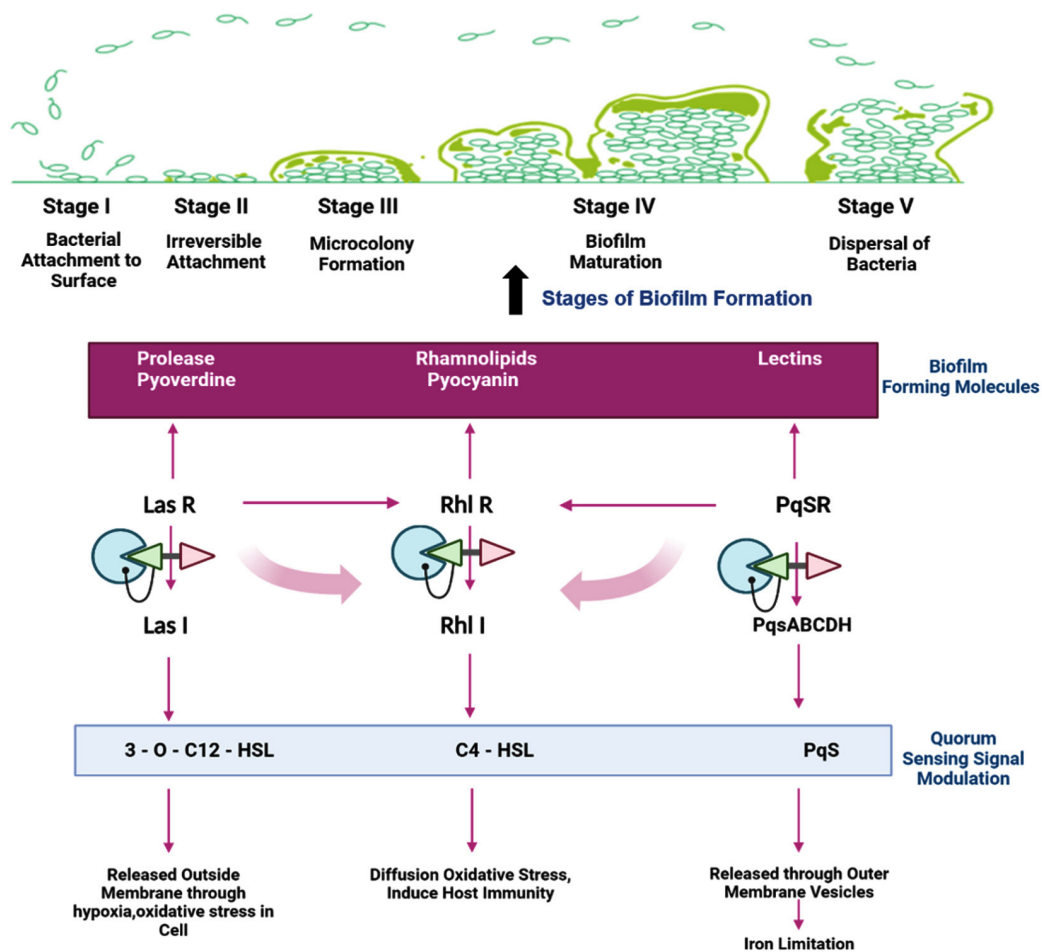 Stage I
Stage II
Stage III
Stage IV
Stage V
Bacterial
Attachment to
Surface
Irreversible
Attachment
Microcolony
Formation
Biofilm
Maturation
Dispersal of
Bacteria
Stages of Biofilm Formation
Prolease
Pyoverdine
Rhamnolipids
Pyocyanin
Lectins
Biofilm
Forming Molecules
Las R
Rhl R
PqSR
Las I
Rhl I
PqsABCDH
3 - O - C12 - HSL
C4 - HSL
PqS
Quorum
Sensing Signal
Modulation
Released Outside
Membrane through
hypoxia,oxidative stress in
Cell
Diffusion Oxidative Stress,
Induce Host Immunity
Released through Outer
Membrane Vesicles
Iron Limitation